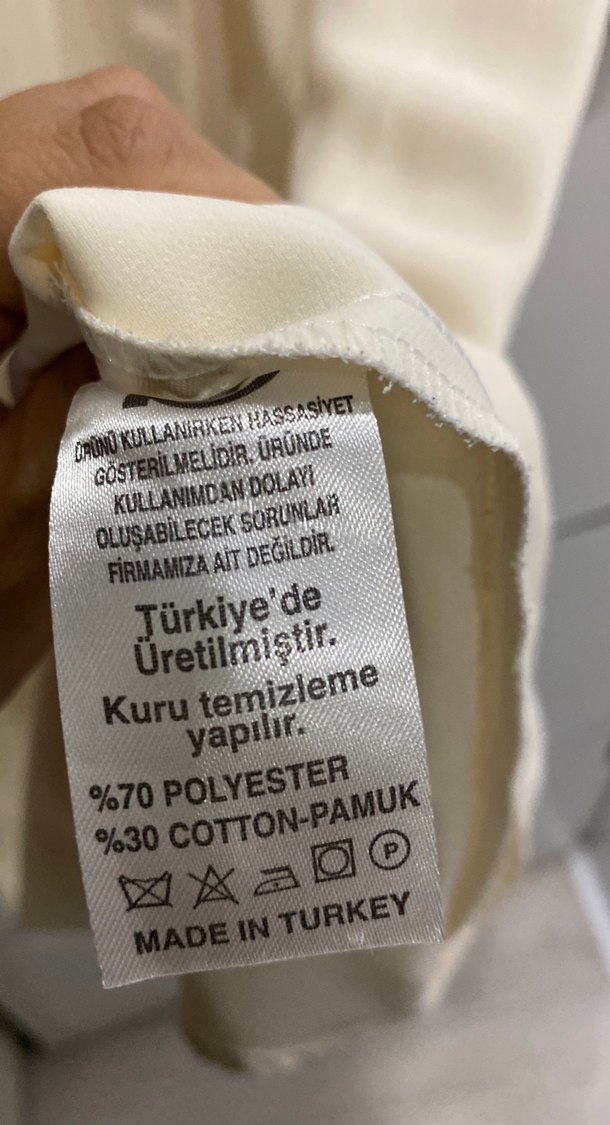 ÜRÜNÜ KULLANIRKEN HASSASİYET
GÖSTERİLMELİDİR. ÜRÜNDE
KULLANIMDAN DOLAYI
OLUŞABİLECEK SORUNLAR
FİRMAMIZA AİT DEĞİLDİR.
Türkiye'de
Üretilmiştir.
Kuru temizleme
yapılır.
%70 POLYESTER
%30 COTTON-PAMUK
P
MADE IN TURKEY